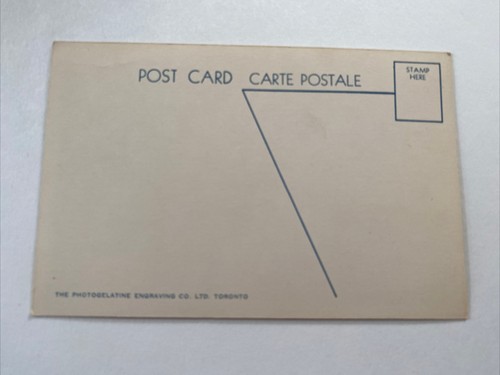 POST CARD CARTE POSTALE
STAMP
HERE
THE PHOTOGELATINE ENGRAVING CO. LTD. TORONTO